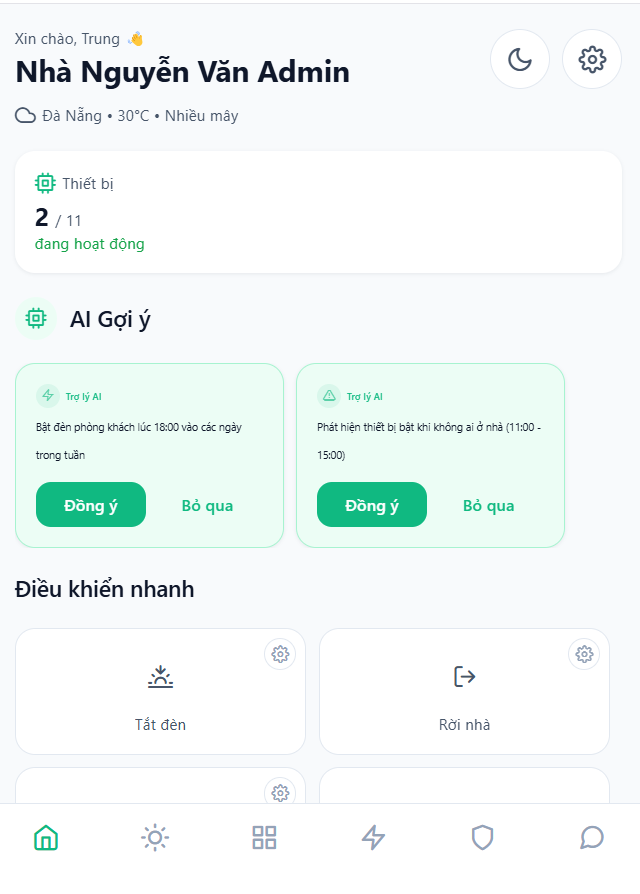 Xin chào, Trung 👋
Nhà Nguyễn Văn Admin
Đà Nẵng • 30°C • Nhiều mây
Thiết bị
2 / 11
đang hoạt động
AI Gợi ý
Trợ lý AI
Bật đèn phòng khách lúc 18:00 vào các ngày
trong tuần
Đồng ý Bỏ qua
Trợ lý AI
Phát hiện thiết bị bật khi không ai ở nhà (11:00 -
15:00)
Đồng ý Bỏ qua
Điều khiển nhanh
Tắt đèn
Rời nhà